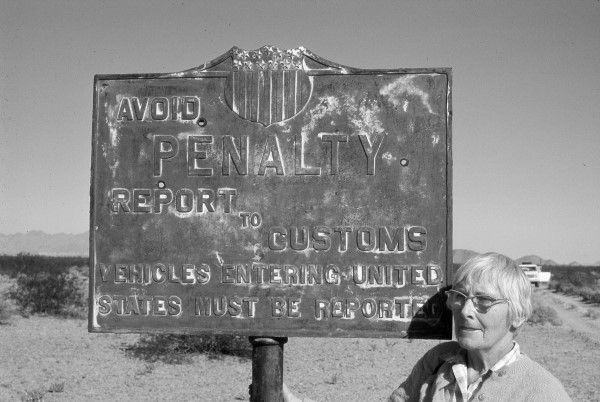 AVOID
PENALTY.
REPORT TO
CUSTOMS
VEHICLES ENTERING UNITED
STATES MUST BE REPORTED